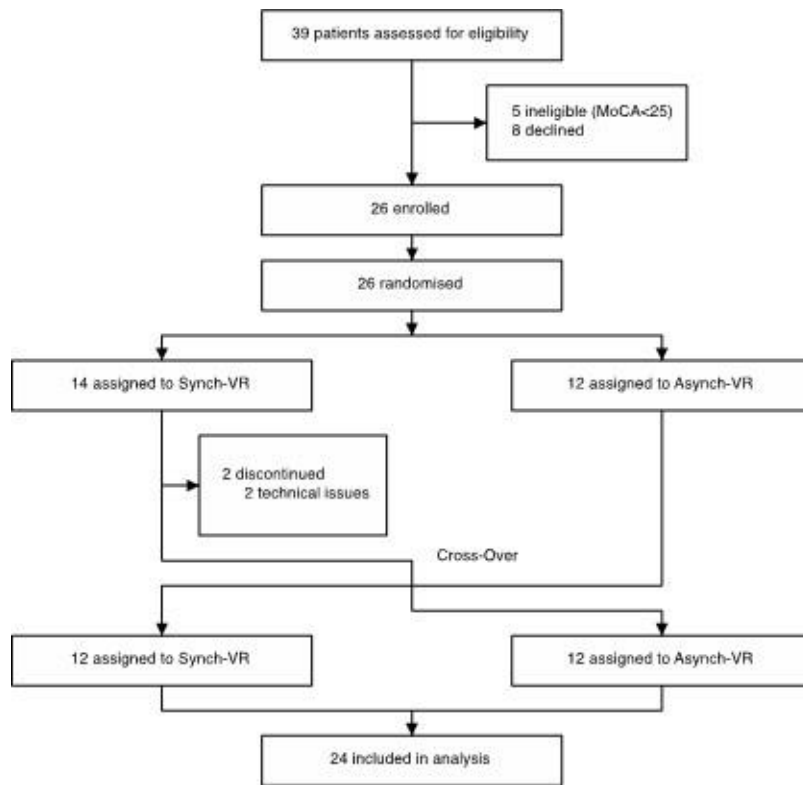 39 patients assessed for eligibility
5 ineligible (MoCA<25)
8 declined
26 enrolled
26 randomised
14 assigned to Synch-VR
12 assigned to Asynch-VR
2 discontinued
2 technical issues
Cross-Over
12 assigned to Synch-VR
12 assigned to Asynch-VR
24 included in analysis